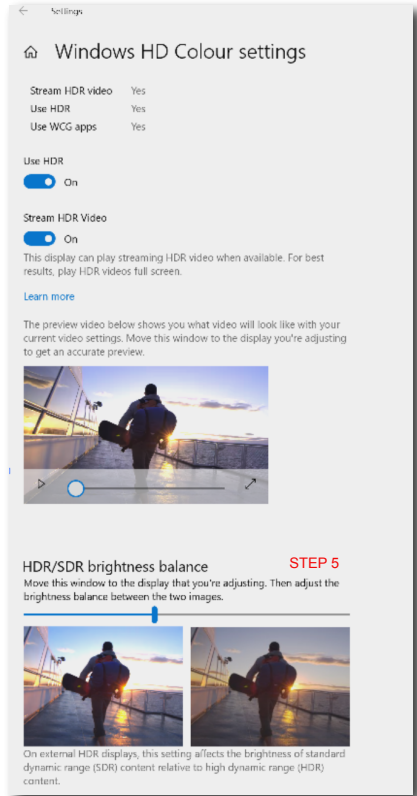 Settings
Windows HD Colour settings
Stream HDR video Yes
Use HDR Yes
Use WCG apps Yes
Use HDR
On
Stream HDR Video
On
This display can play streaming HDR video when available. For best
results, play HDR videos full screen.
Learn more
The preview video below shows you what video will look like with your
current video settings. Move this window to the display you're adjusting
to get an accurate preview.
HDR/SDR brightness balance STEP 5
Move this window to the display that you're adjusting. Then adjust the
brightness balance between the two images.
On external HDR displays, this setting affects the brightness of standard
dynamic range (SDR) content relative to high dynamic range (HDR)
content.